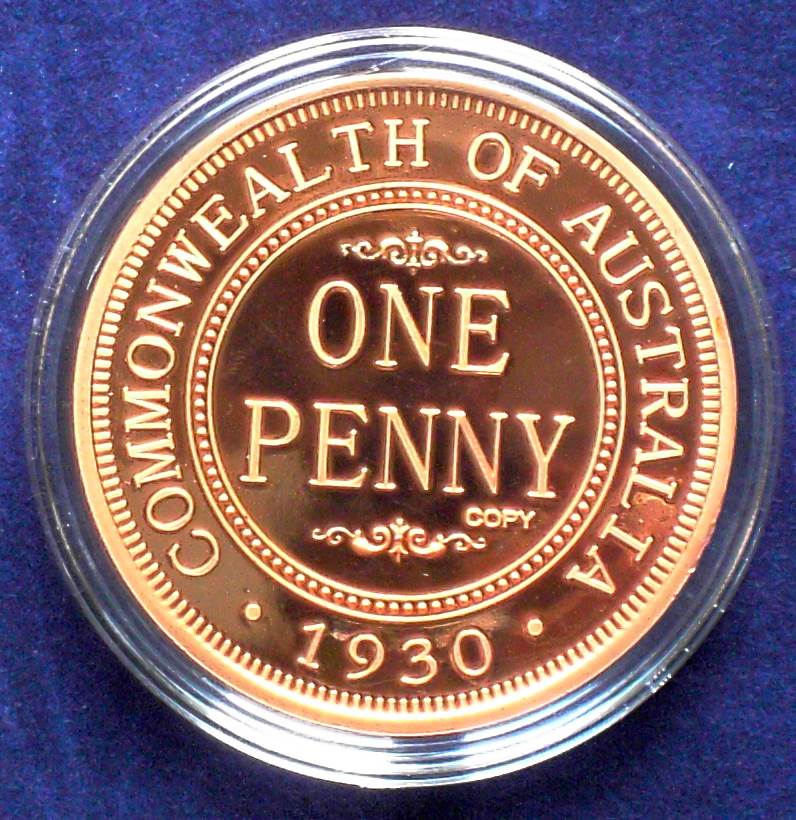 COMMONWEALTH OF AUSTRALIA
ONE
PENNY
COPY
· 1930 ·